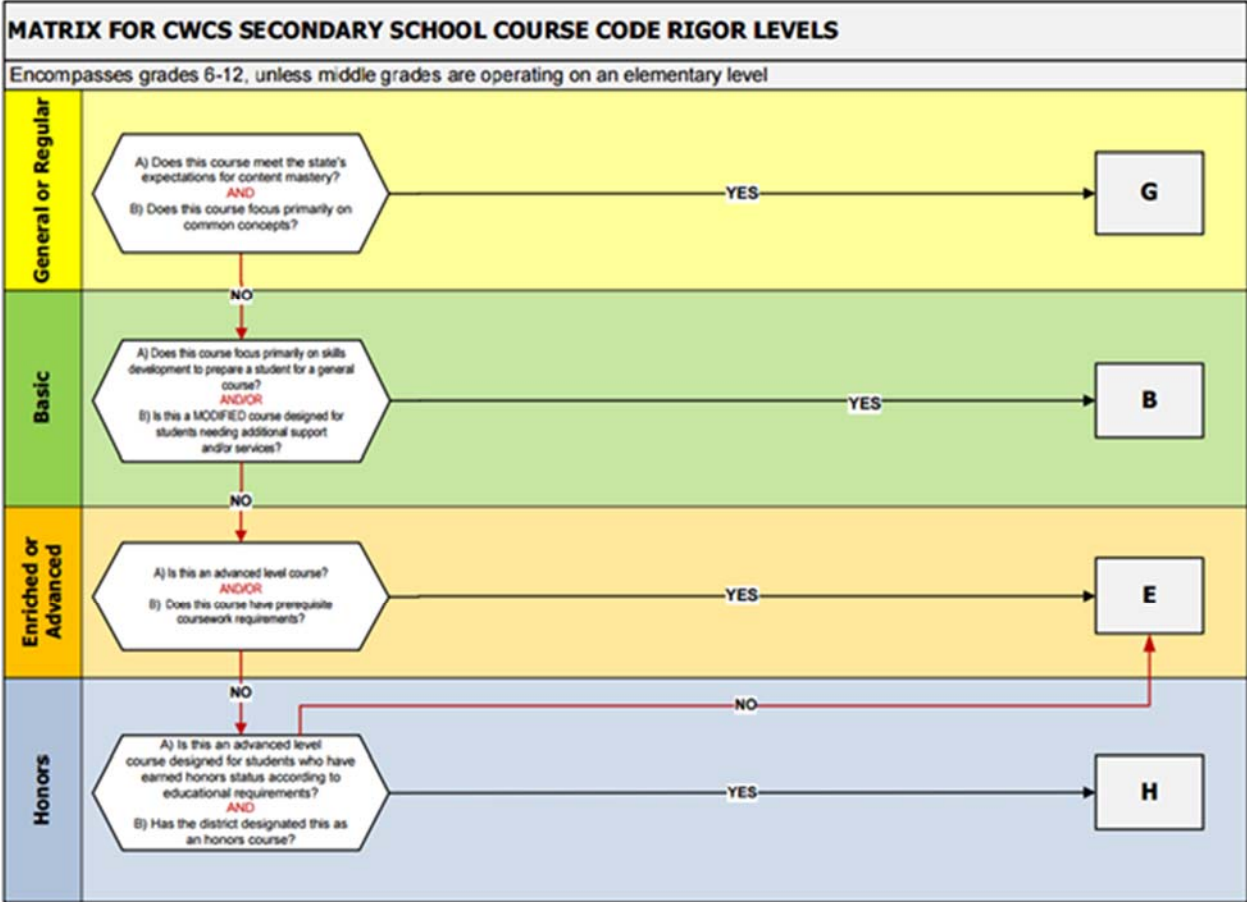 MATRIX FOR CWCS SECONDARY SCHOOL COURSE CODE RIGOR LEVELS
Encompasses grades 6-12, unless middle grades are operating on an elementary level
General or Regular
A) Does this course meet the state's
expectations for content mastery?
AND
B) Does this course focus primarily on
common concepts?
YES
G
NO
Basic
A) Does this course focus primarily on skills
development to prepare a student for a general
course?
AND/OR
B) Is this a MODIFIED course designed for
students needing additional support
and/or services?
YES
B
NO
Enriched or
Advanced
A) Is this an advanced level course?
AND/OR
B) Does this course have prerequisite
coursework requirements?
YES
E
NO
NO
Honors
A) Is this an advanced level
course designed for students who have
earned honors status according to
educational requirements?
AND
B) Has the district designated this as
an honors course?
YES
H